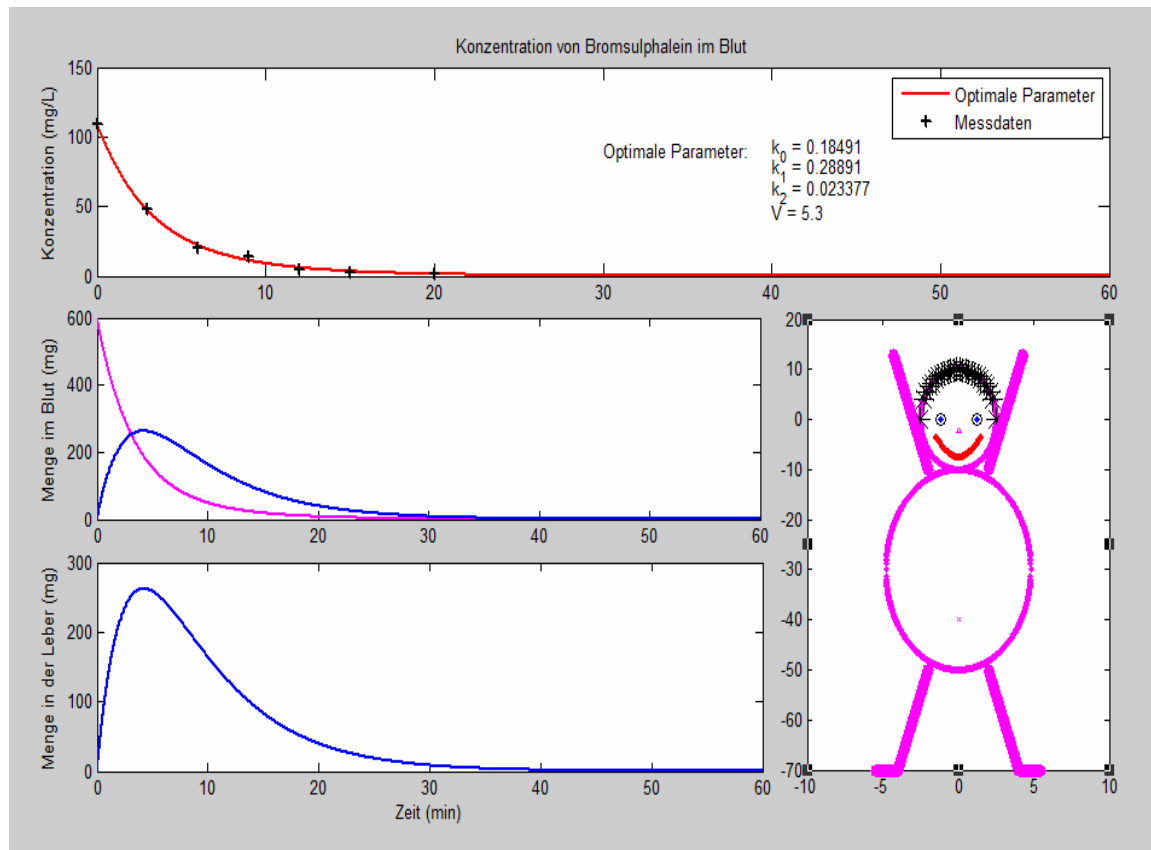 Konzentration von Bromsulphalein im Blut
Konzentration (mg/L)
150
100
50
0
0 10 20 30 40 50 60
Optimale Parameter
Messdaten
Optimale Parameter:
k0 = 0.18491
k1 = 0.28891
k2 = 0.023377
V = 5.3
Menge im Blut (mg)
600
400
200
0
0 10 20 30 40 50 60
Menge in der Leber (mg)
300
200
100
0
0 10 20 30 40 50 60
Zeit (min)
20
10
0
-10
-20
-30
-40
-50
-60
-70
-10 -5 0 5 10